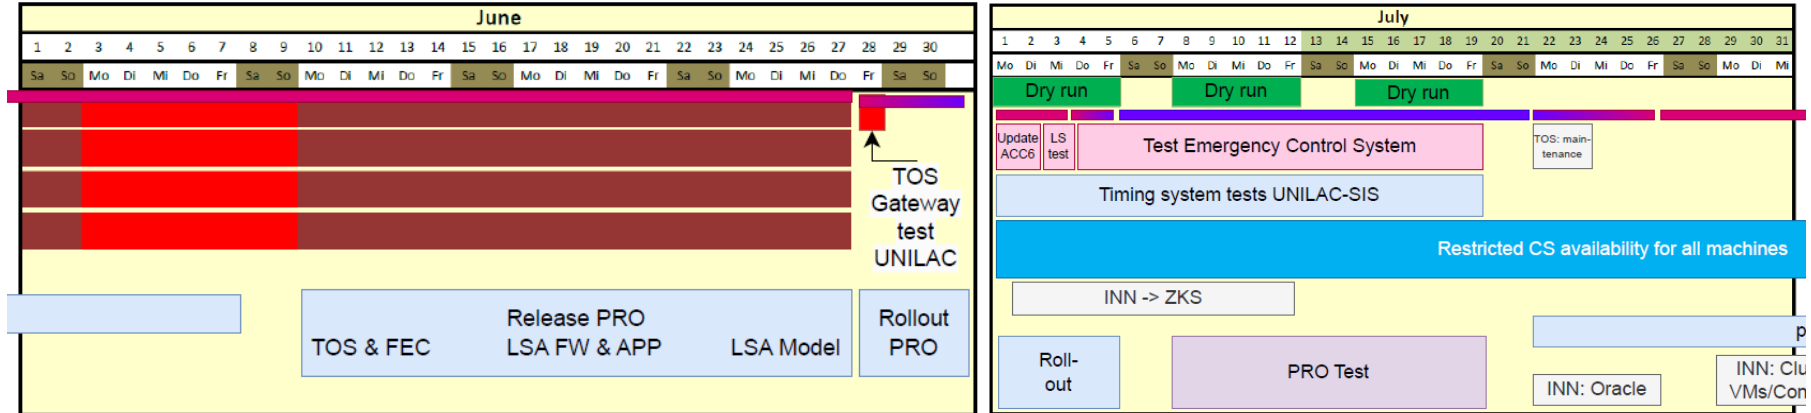 June
1 2 3 4 5 6 7 8 9 10 11 12 13 14 15 16 17 18 19 20 21 22 23 24 25 26 27 28 29 30
Sa So Mo Di Mi Do Fr Sa So Mo Di Mi Do Fr Sa So Mo Di Mi Do Fr Sa So Mo Di Mi Do Fr Sa So
TOS
Gateway
test
UNILAC
Release PRO
TOS & FEC LSA FW & APP LSA Model
Rollout
PRO
July
1 2 3 4 5 6 7 8 9 10 11 12 13 14 15 16 17 18 19 20 21 22 23 24 25 26 27 28 29 30 31
Mo Di Mi Do Fr Sa So Mo Di Mi Do Fr Sa So Mo Di Mi Do Fr Sa So Mo Di Mi Do Fr Sa So Mo Di Mi
Dry run Dry run Dry run
Update
ACC6
LS
test
Test Emergency Control System
TOS: main-
tenance
Timing system tests UNILAC-SIS
Restricted CS availability for all machines
INN -> ZKS
p
Roll-
out
PRO Test
INN: Oracle
INN: Clu
VMs/Con